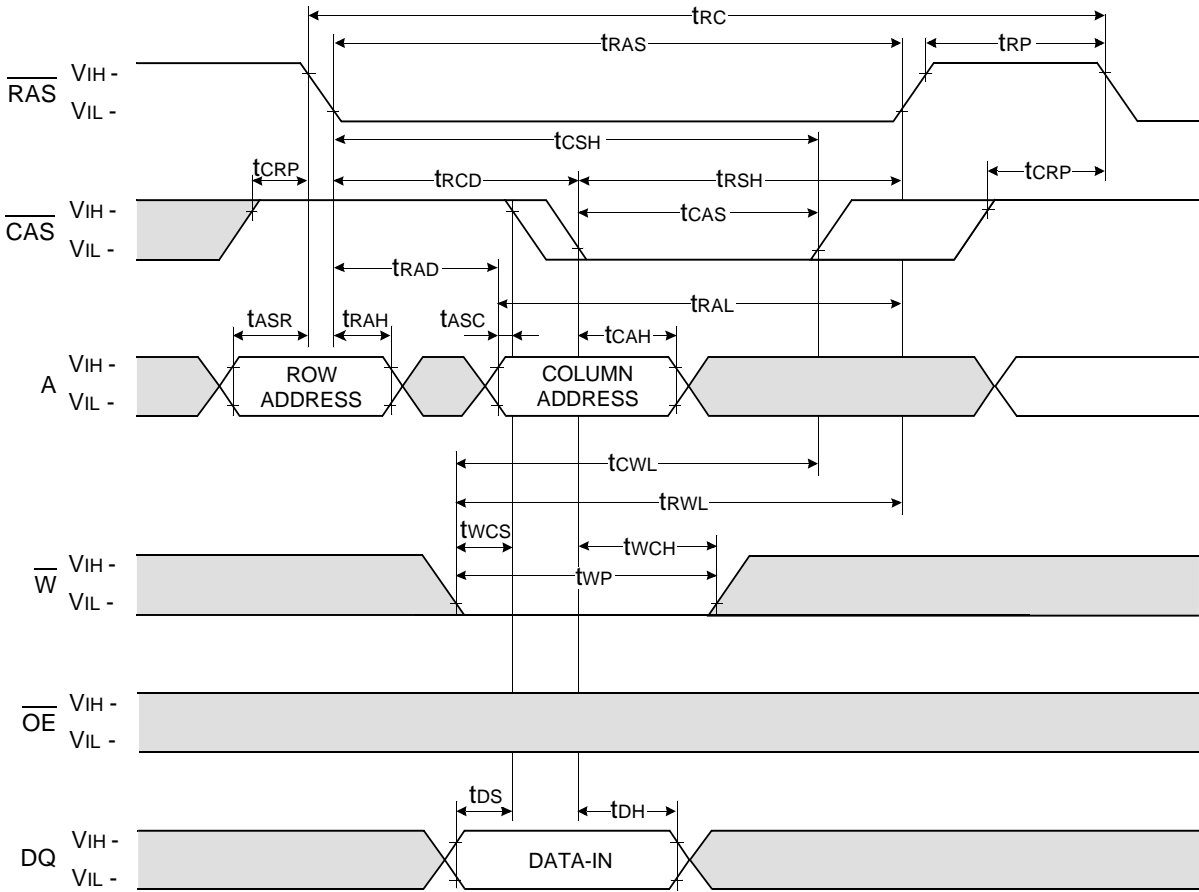 tRC
tRAS
tRP
RAS
VIH -
VIL -
tCSH
tCRP
tRCD
tRSH
tCRP
CAS
VIH -
VIL -
tCAS
tRAD
tRAL
tASR
tRAH
tASC
tCAH
A
VIH -
VIL -
ROW
ADDRESS
COLUMN
ADDRESS
tCWL
tRWL
tWCS
tWCH
W
VIH -
VIL -
tWP
OE
VIH -
VIL -
tDS
tDH
DQ
VIH -
VIL -
DATA-IN